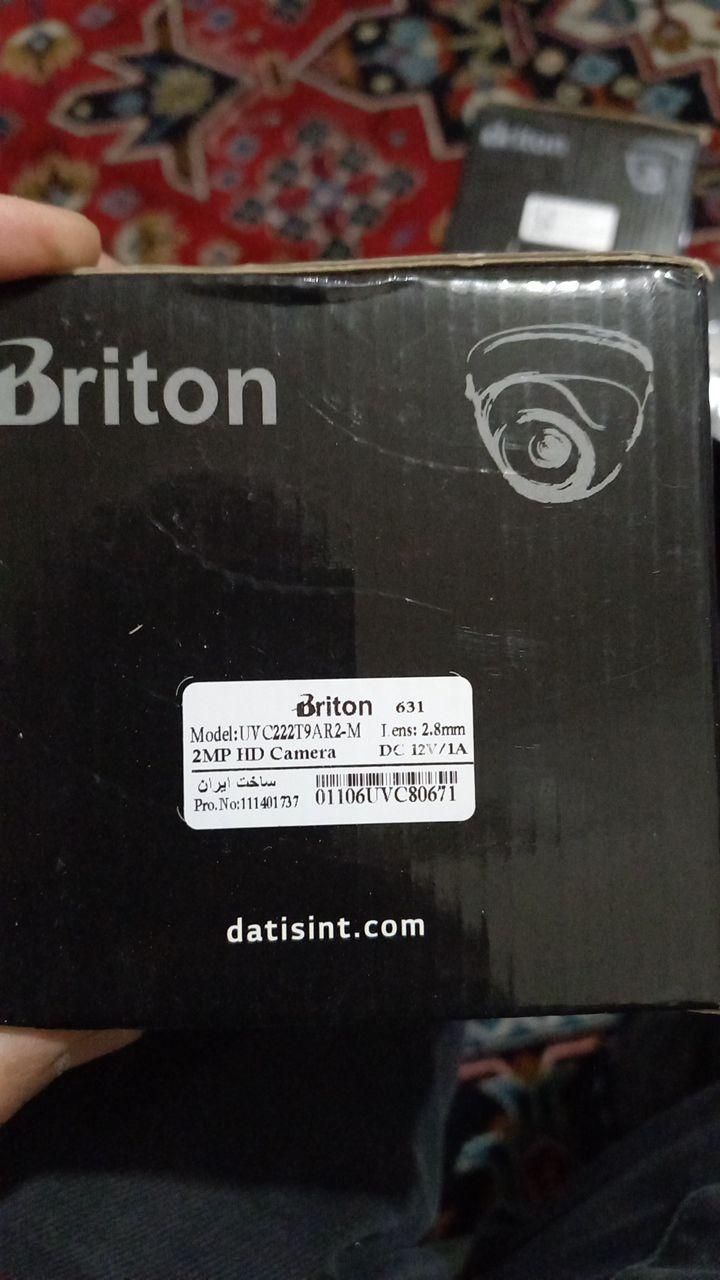 Briton
Briton
Briton 631
Model:UVC222T9AR2-M Lens: 2.8mm
2MP HD Camera DC 12V/1A
ساخت ایران
Pro.No:111401737 01106UVC80671
datisint.com